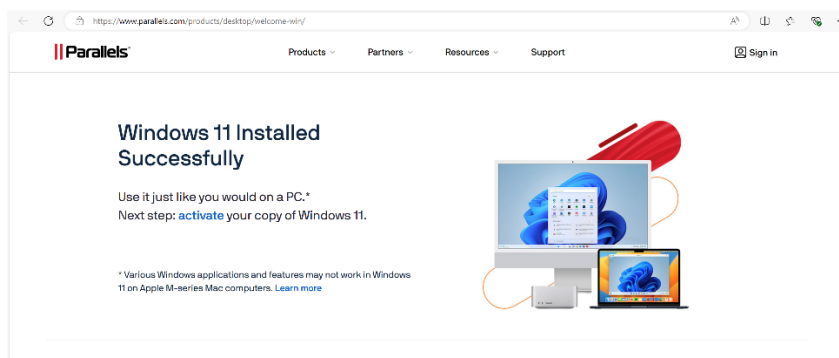 https://www.parallels.com/products/desktop/welcome-win/
Parallels®
Products
Partners
Resources
Support
Sign in
Windows 11 Installed
Successfully
Use it just like you would on a PC.*
Next step: activate your copy of Windows 11.
* Various Windows applications and features may not work in Windows
11 on Apple M-series Mac computers. Learn more